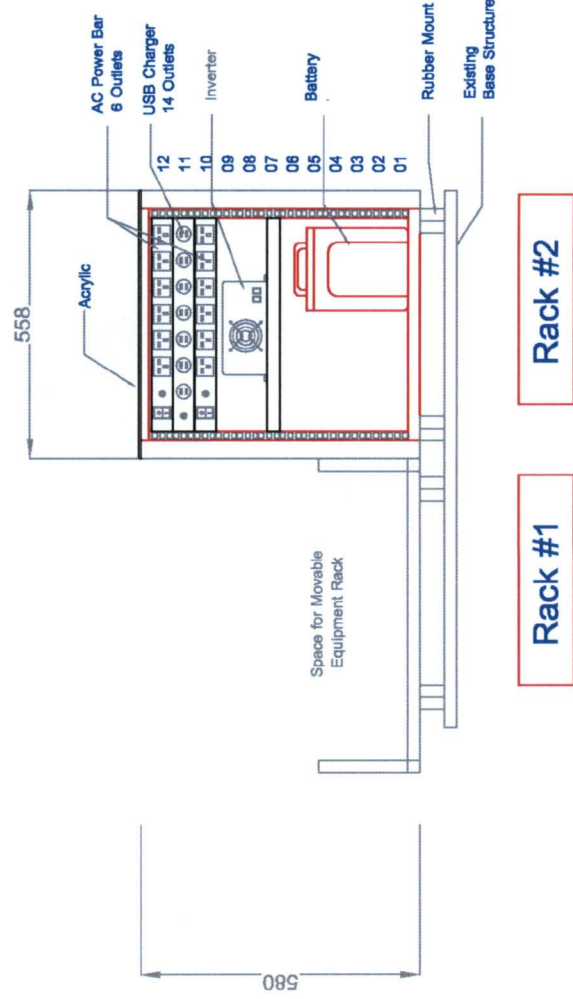 558
Acrylic
AC Power Bar
6 Outlets
USB Charger
14 Outlets
Inverter
12
11
10
09
08
07
06
05
04
03
02
01
Battery
Rubber Mount
Existing
Base Structure
Space for Movable
Equipment Rack
580
Rack #1
Rack #2